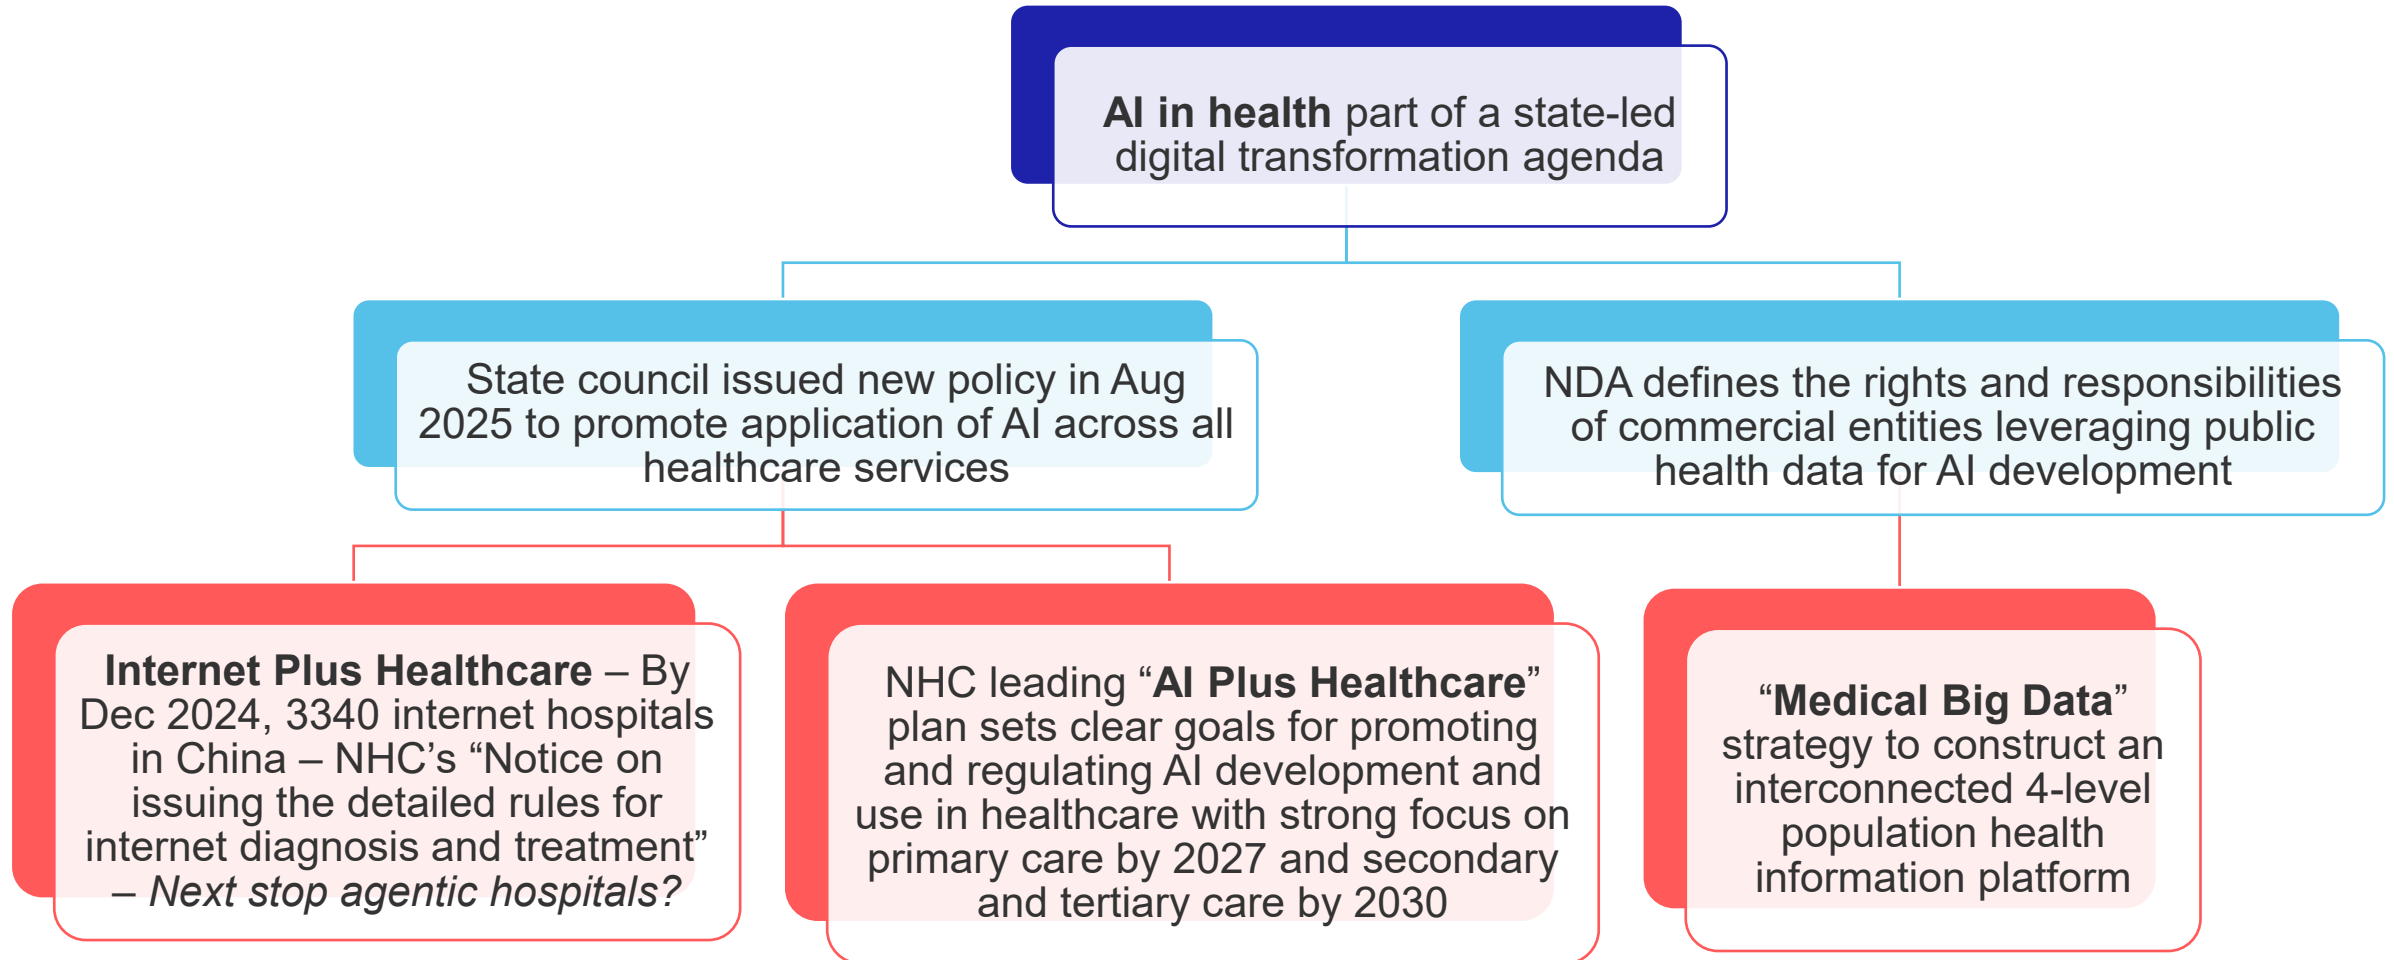 AI in health part of a state-led
digital transformation agenda
State council issued new policy in Aug
2025 to promote application of AI across all
healthcare services
NDA defines the rights and responsibilities
of commercial entities leveraging public
health data for AI development
Internet Plus Healthcare – By
Dec 2024, 3340 internet hospitals
in China – NHC’s “Notice on
issuing the detailed rules for
internet diagnosis and treatment”
– Next stop agentic hospitals?
NHC leading “AI Plus Healthcare”
plan sets clear goals for promoting
and regulating AI development and
use in healthcare with strong focus on
primary care by 2027 and secondary
and tertiary care by 2030
“Medical Big Data”
strategy to construct an
interconnected 4-level
population health
information platform